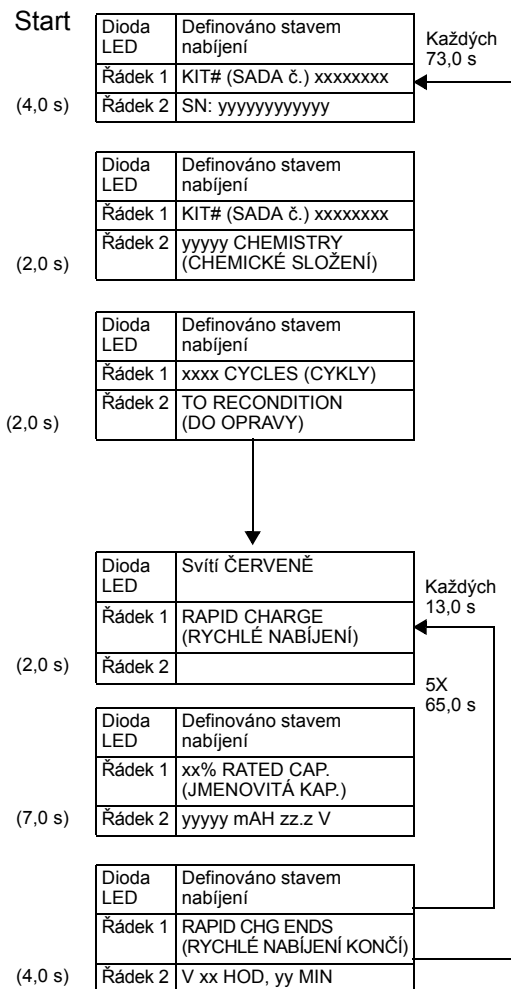 Start
Dioda LED
Definováno stavem nabíjení
Každých 73,0 s
Řádek 1
KIT# (SADA č.) xxxxxxxx
(4,0 s)
Řádek 2
SN: yyyyyyyyyyyy
Dioda LED
Definováno stavem nabíjení
Řádek 1
KIT# (SADA č.) xxxxxxxx
(2,0 s)
Řádek 2
yyyyy CHEMISTRY
(CHEMICKÉ SLOŽENÍ)
Dioda LED
Definováno stavem nabíjení
Řádek 1
xxxx CYCLES (CYKLY)
(2,0 s)
Řádek 2
TO RECONDITION
(DO OPRAVY)
Dioda LED
Svítí ČERVENĚ
Každých 13,0 s
Řádek 1
RAPID CHARGE
(RYCHLÉ NABÍJENÍ)
(2,0 s)
Řádek 2
5X
65,0 s
Dioda LED
Definováno stavem nabíjení
Řádek 1
xx% RATED CAP.
(JMENOVITÁ KAP.)
(7,0 s)
Řádek 2
yyyyy mAH zz.z V
Dioda LED
Definováno stavem nabíjení
Řádek 1
RAPID CHG ENDS
(RYCHLÉ NABÍJENÍ KONČÍ)
(4,0 s)
Řádek 2
V xx HOD, yy MIN